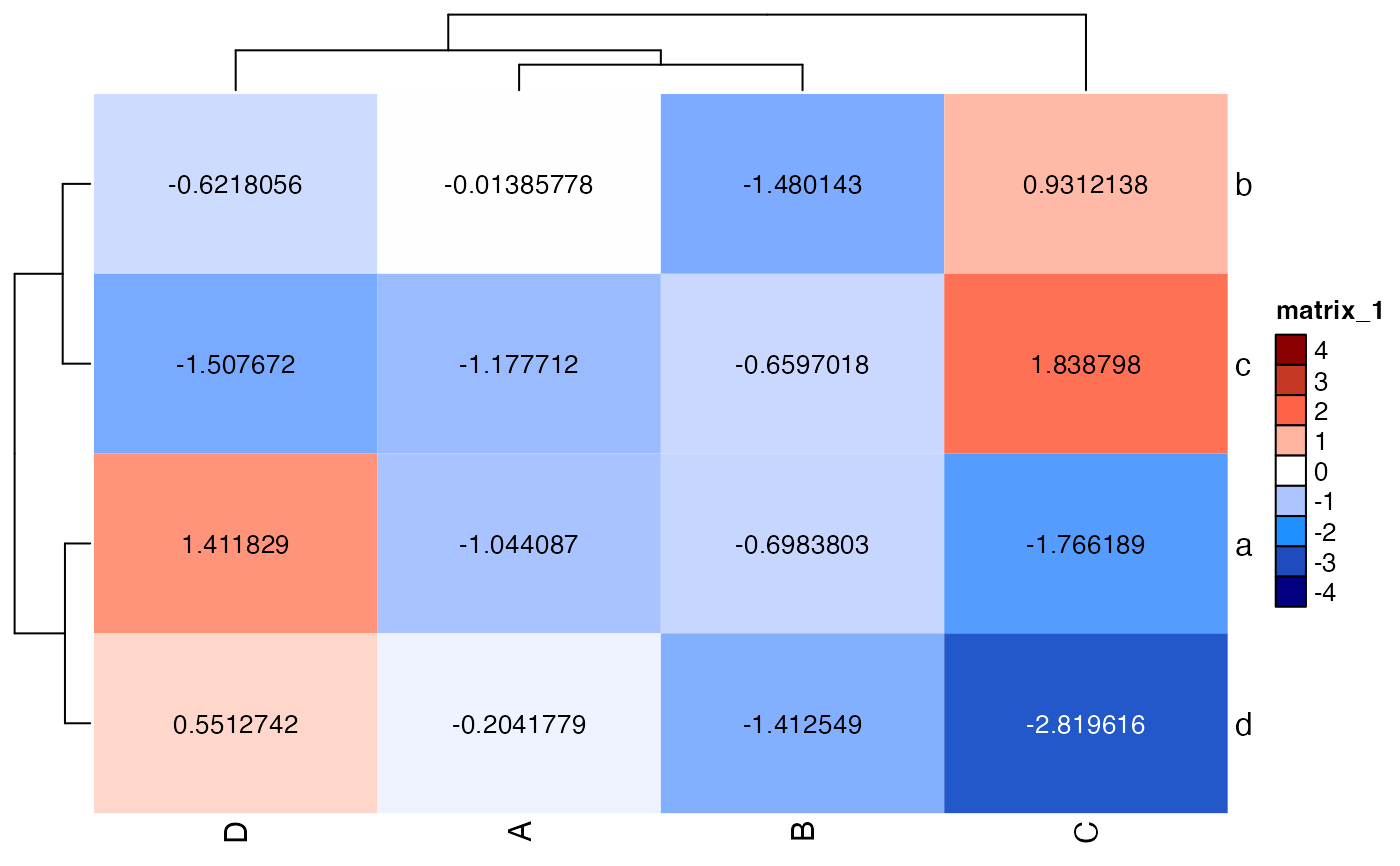 -0.6218056 -0.01385778 -1.480143 0.9312138 b
-1.507672 -1.177712 -0.6597018 1.838798 c
1.411829 -1.044087 -0.6983803 -1.766189 a
0.5512742 -0.2041779 -1.412549 -2.819616 d
D A B C
matrix_1
4
3
2
1
0
-1
-2
-3
-4